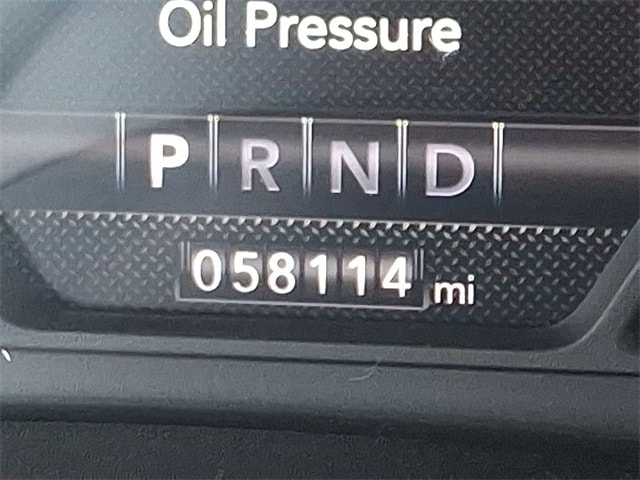 Oil Pressure
P R N D
058114 mi